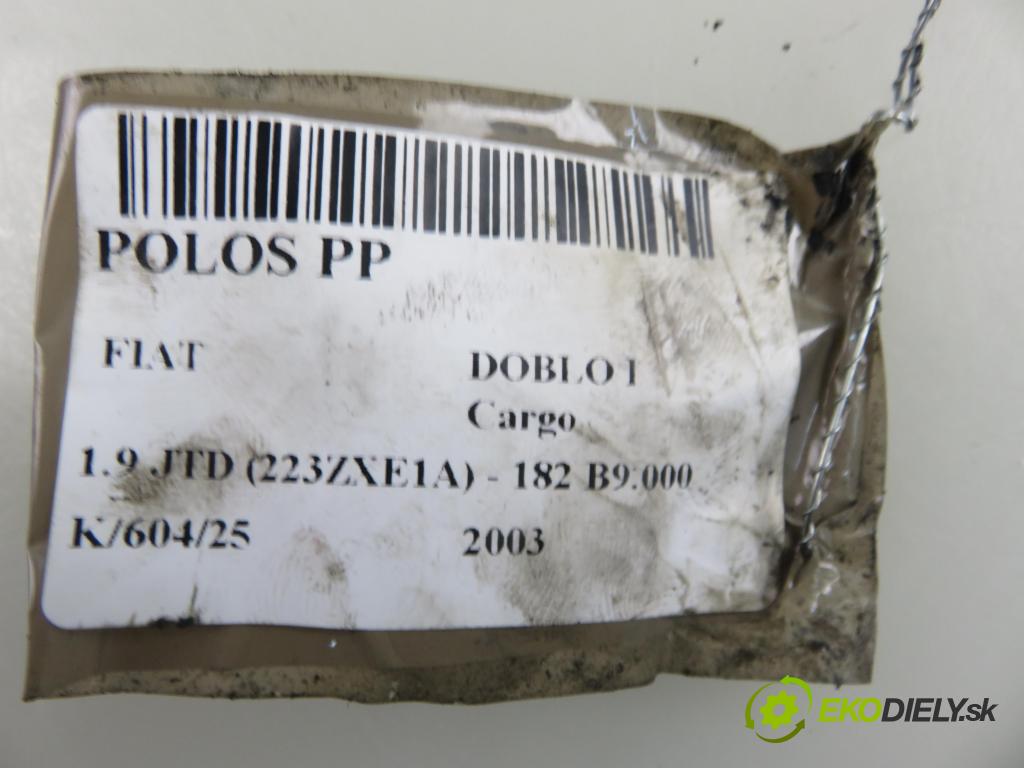 POLOS PP
FIAT DOBLO I
Cargo
1.9 JTD (223ZXE1A) - 182 B9.000
K/604/25 2003
EKODIELY.sk